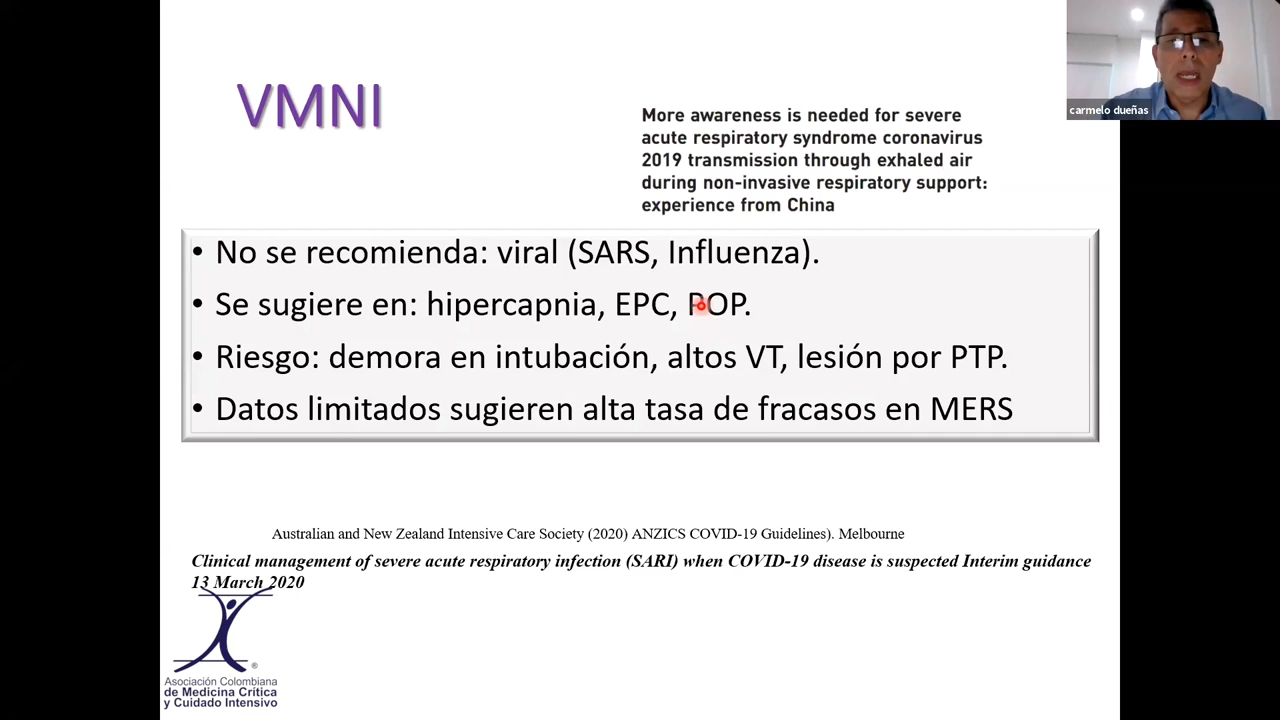 VMNI
carmelo dueñas
More awareness is needed for severe
acute respiratory syndrome coronavirus
2019 transmission through exhaled air
during non-invasive respiratory support:
experience from China
• No se recomienda: viral (SARS, Influenza).
• Se sugiere en: hipercapnia, EPC, POP.
• Riesgo: demora en intubación, altos VT, lesión por PTP.
• Datos limitados sugieren alta tasa de fracasos en MERS
Australian and New Zealand Intensive Care Society (2020) ANZICS COVID-19 Guidelines). Melbourne
Clinical management of severe acute respiratory infection (SARI) when COVID-19 disease is suspected Interim guidance
13 March 2020
®
Asociación Colombiana
de Medicina Crítica
y Cuidado Intensivo